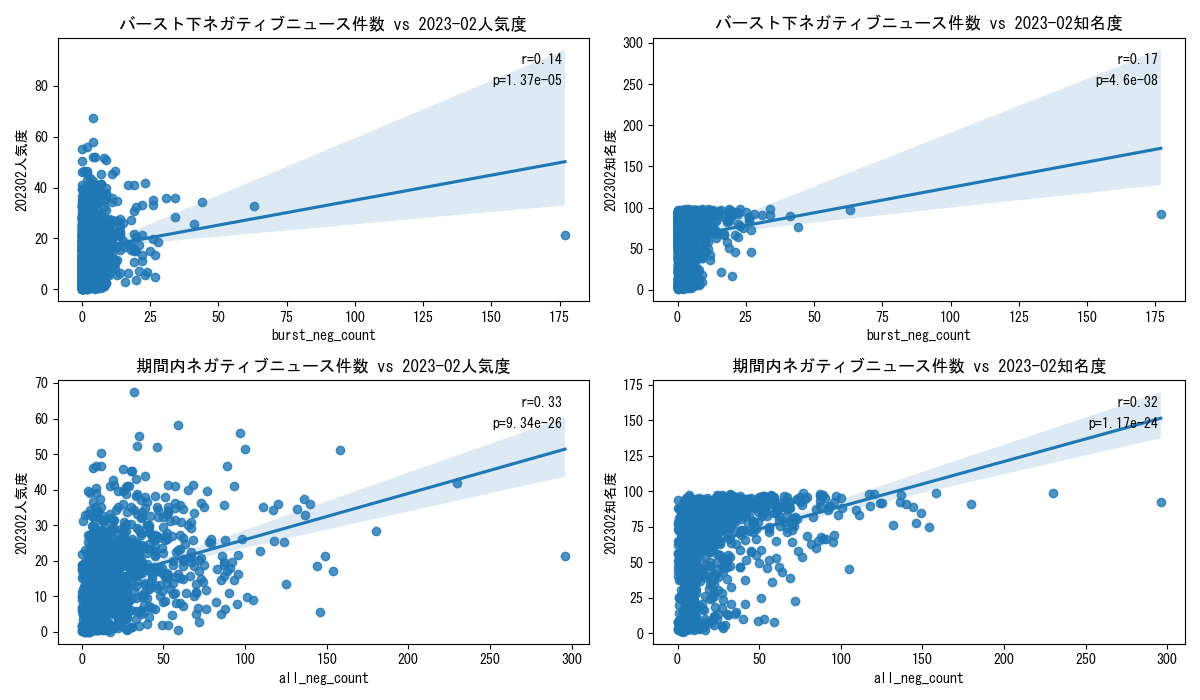 バースト下ネガティブニュース件数 vs 2023-02人気度
r=0.14
p=1.37e-05
202302人気度
80
60
40
20
0
0 25 50 75 100 125 150 175
burst_neg_count
バースト下ネガティブニュース件数 vs 2023-02知名度
r=0.17
p=4.6e-08
202302知名度
300
250
200
150
100
50
0
0 25 50 75 100 125 150 175
burst_neg_count
期間内ネガティブニュース件数 vs 2023-02人気度
r=0.33
p=9.34e-26
202302人気度
70
60
50
40
30
20
10
0
0 50 100 150 200 250 300
all_neg_count
期間内ネガティブニュース件数 vs 2023-02知名度
r=0.32
p=1.17e-24
202302知名度
175
150
125
100
75
50
25
0
0 50 100 150 200 250 300
all_neg_count